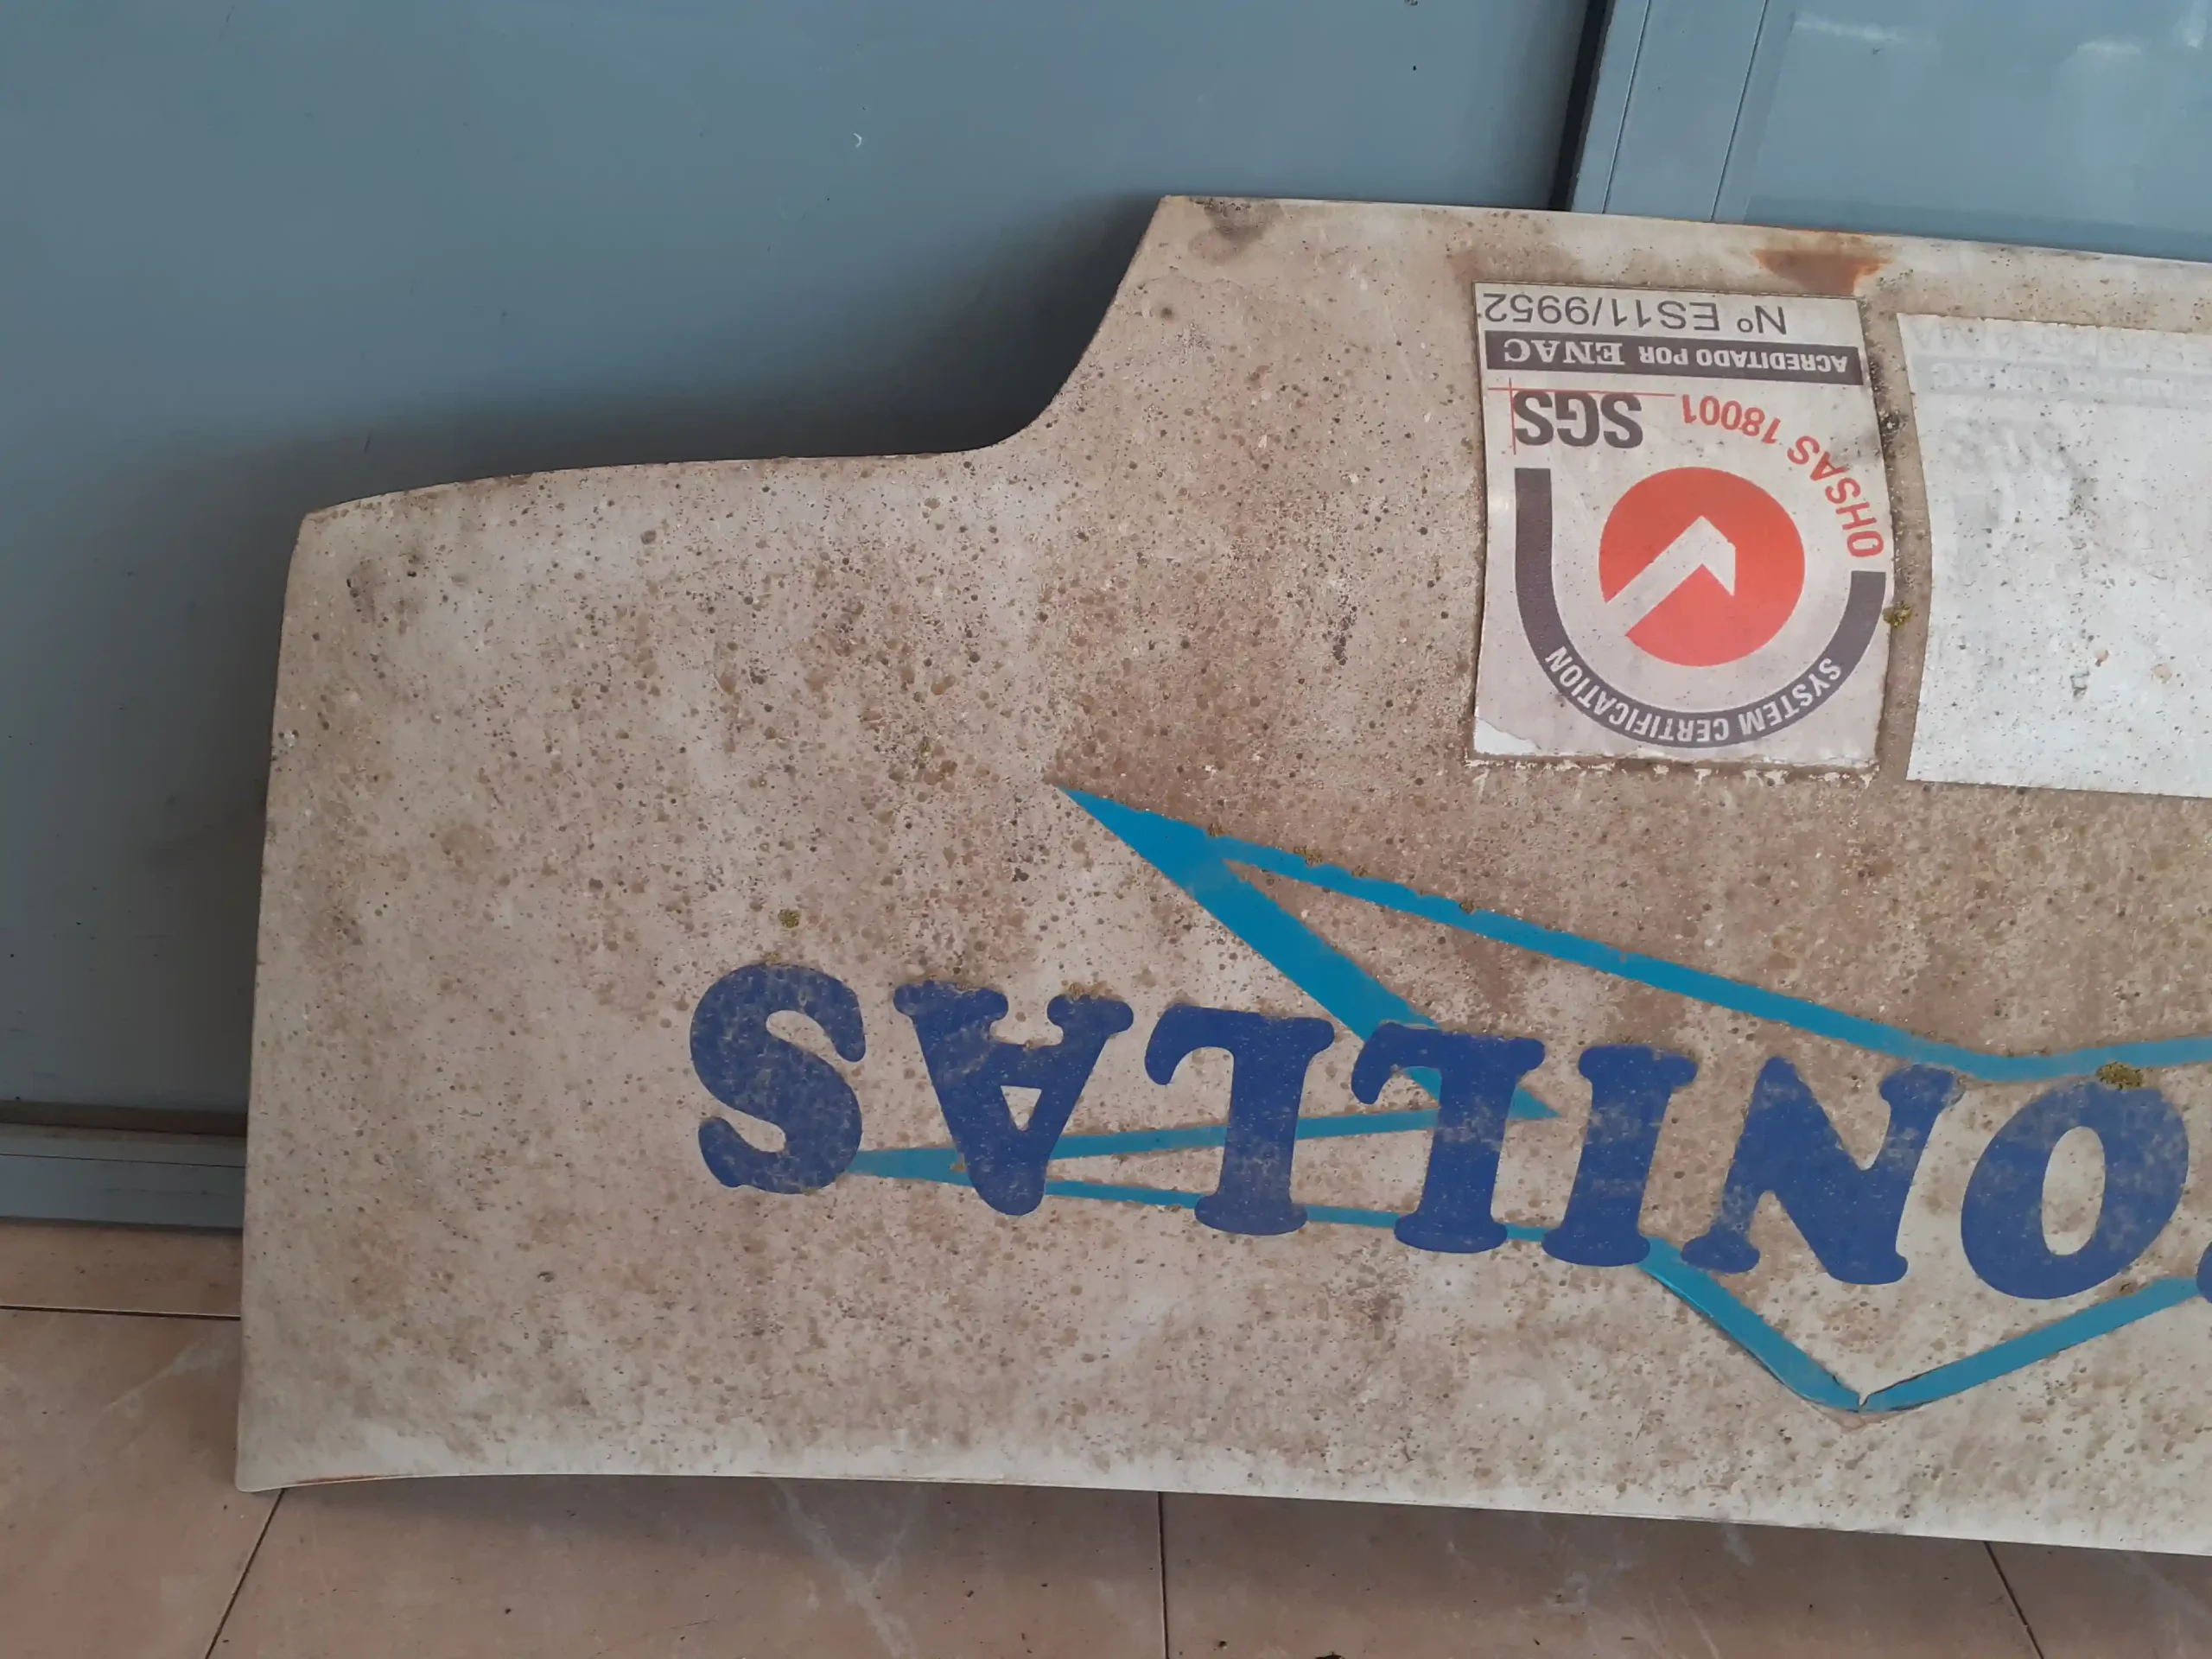 ONILLAS
SYSTEM CERTIFICATION
OHSAS 18001
SGS
ACREDITADO POR ENAC
Nº ES11/9952